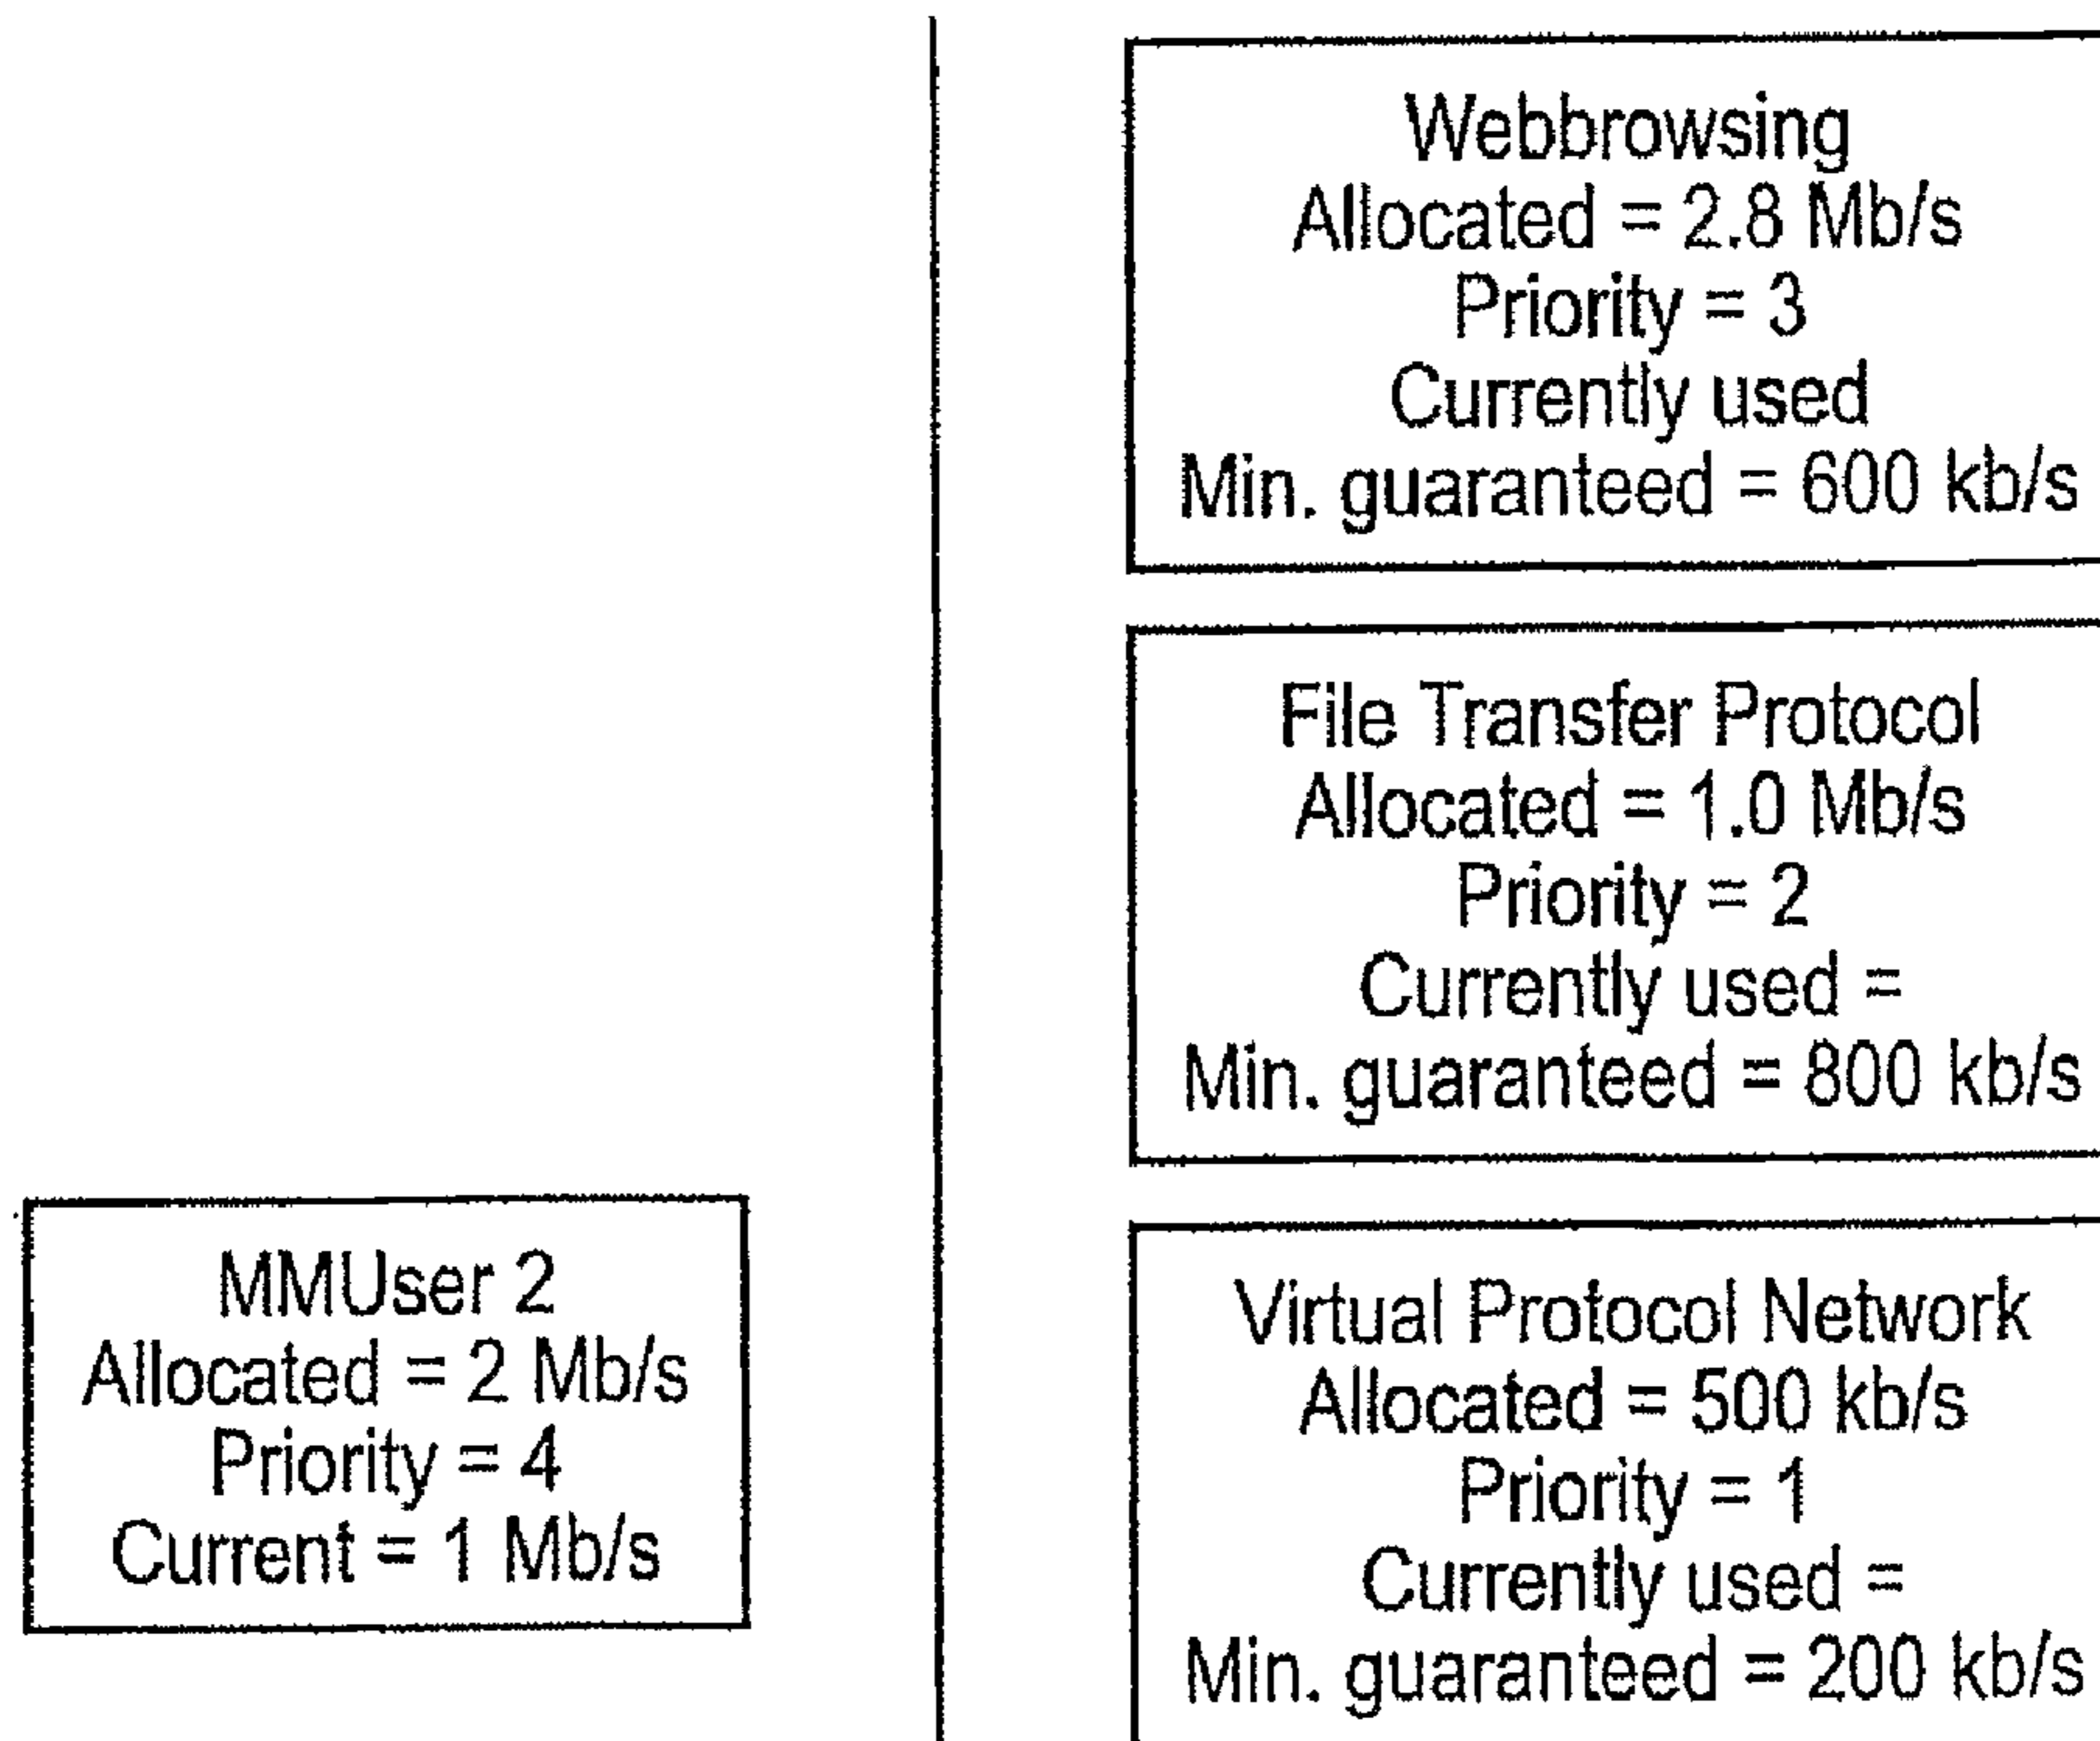 Webbrowsing
Allocated = 2.8 Mb/s
Priority = 3
Currently used
Min. guaranteed = 600 kb/s
File Transfer Protocol
Allocated = 1.0 Mb/s
Priority = 2
Currently used =
Min. guaranteed = 800 kb/s
MMUser 2
Allocated = 2 Mb/s
Priority = 4
Current = 1 Mb/s
Virtual Protocol Network
Allocated = 500 kb/s
Priority = 1
Currently used =
Min. guaranteed = 200 kb/s